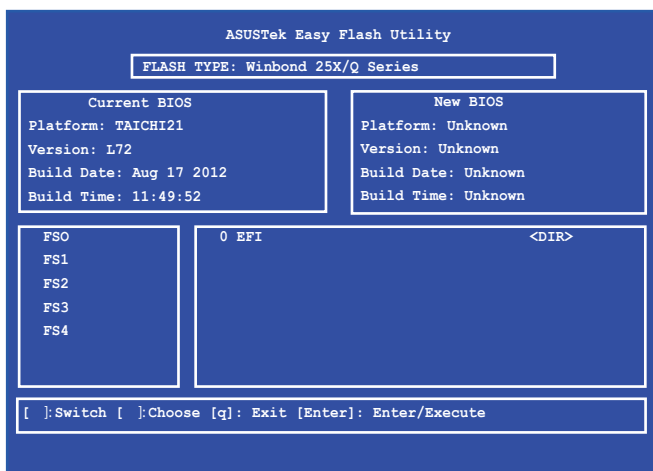 ASUSTek Easy Flash Utility
FLASH TYPE: Winbond 25X/Q Series
Current BIOS
Platform: TAICHI21
Version: L72
Build Date: Aug 17 2012
Build Time: 11:49:52
New BIOS
Platform: Unknown
Version: Unknown
Build Date: Unknown
Build Time: Unknown
FSO
FS1
FS2
FS3
FS4
0 EFI <DIR>
[ ]:Switch [ ]:Choose [q]: Exit [Enter]: Enter/Execute